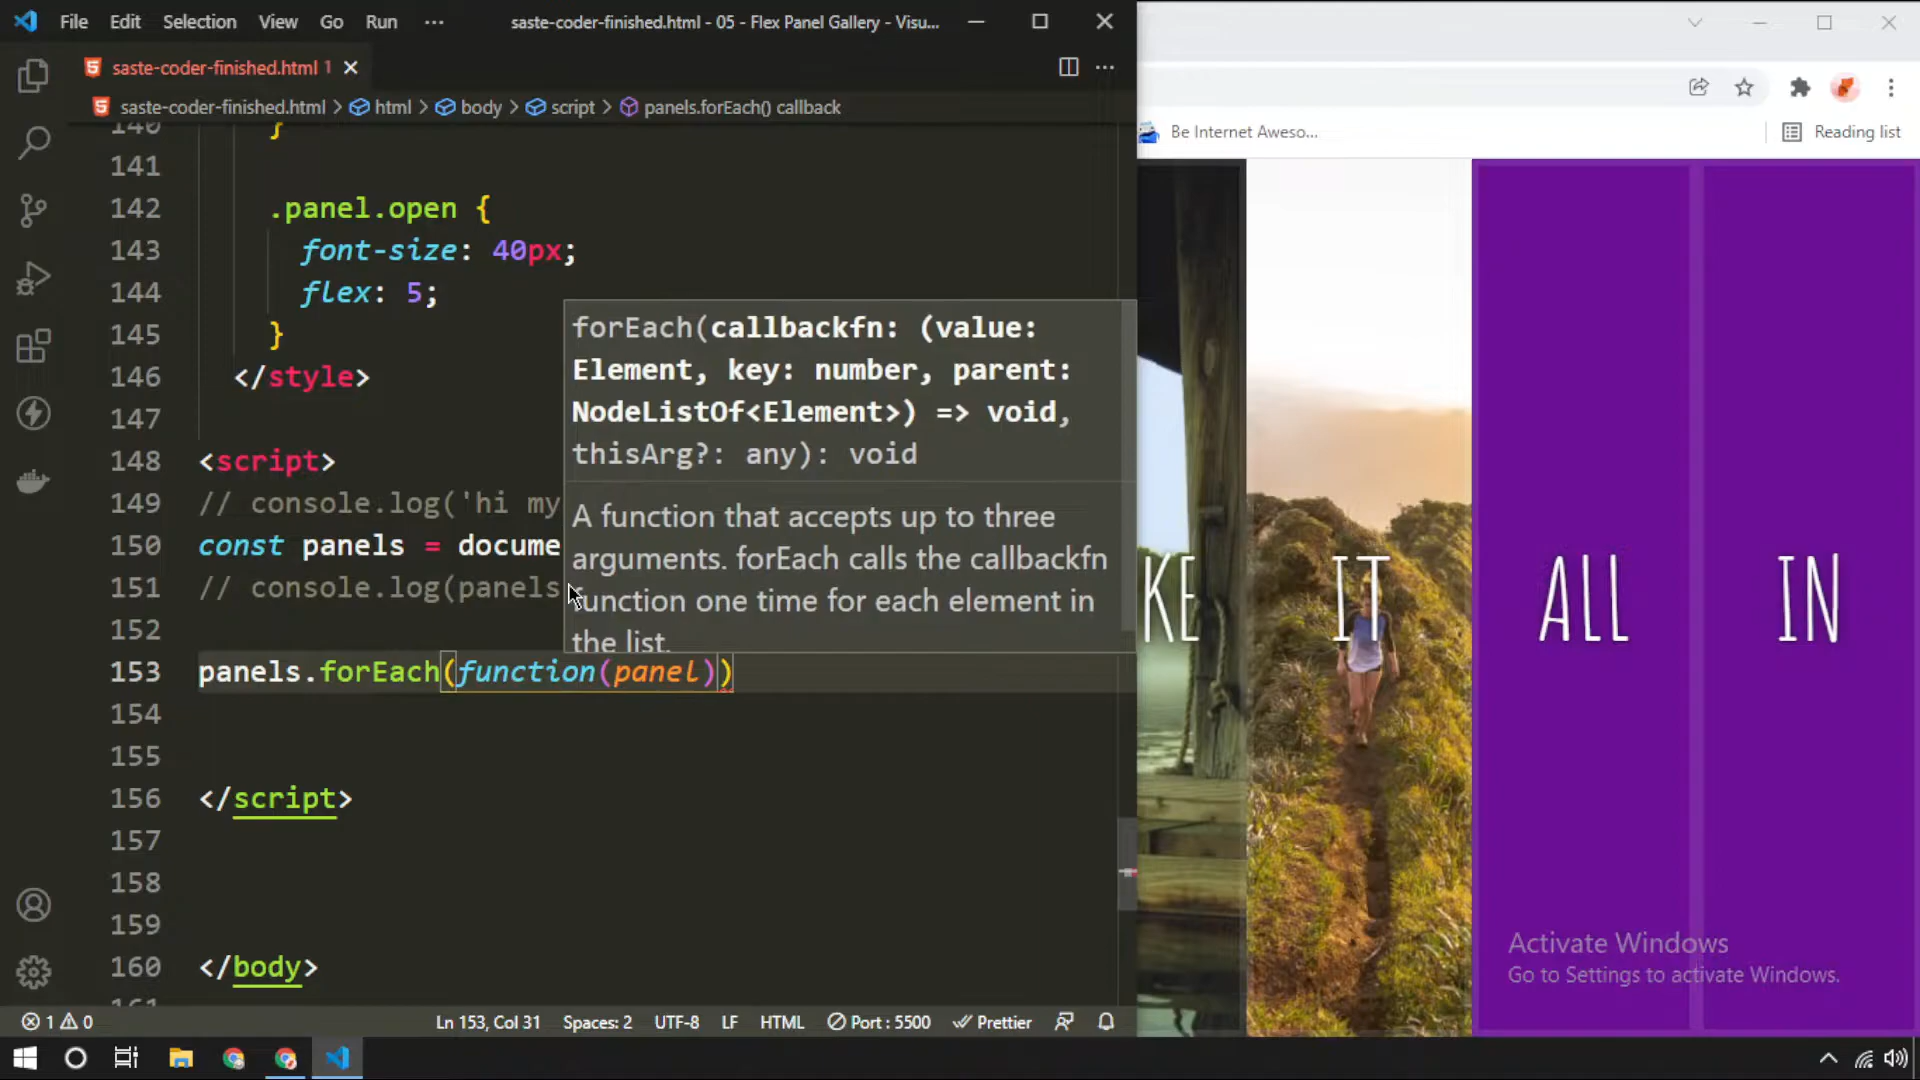 File Edit Selection View Go Run ··· saste-coder-finished.html - 05 - Flex Panel Gallery - Visu...
saste-coder-finished.html 1
saste-coder-finished.html > html > body > script > panels.forEach() callback
Be Internet Aweso... Reading list
140 }
141
142 .panel.open {
143 font-size: 40px;
144 flex: 5;
145 }
146 </style>
147
148 <script>
149 // console.log('hi my
150 const panels = docume
151 // console.log(panels
152
153 panels.forEach(function(panel))
154
155
156 </script>
157
158
159
160 </body>
161
forEach(callbackfn: (value:
Element, key: number, parent:
NodeListOf<Element>) => void,
thisArg?: any): void
A function that accepts up to three
arguments. forEach calls the callbackfn
function one time for each element in
the list.
KE IT ALL IN
Activate Windows
Go to Settings to activate Windows.
1 0 Ln 153, Col 31 Spaces: 2 UTF-8 LF HTML Port : 5500 Prettier